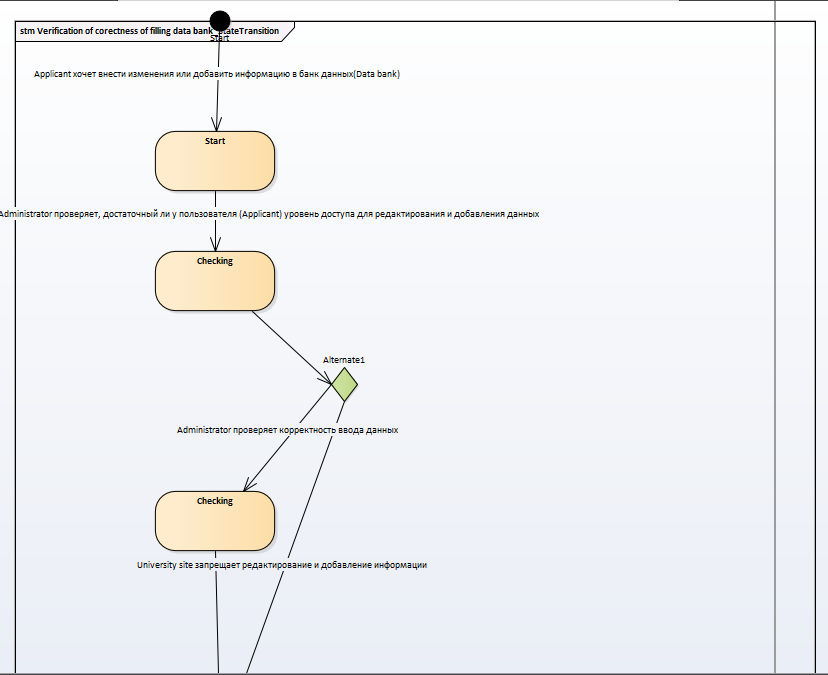 stm Verification of corectness of filling data bank_StateTransition
Start
Applicant хочет внести изменения или добавить информацию в банк данных(Data bank)
Start
Administrator проверяет, достаточный ли у пользователя (Applicant) уровень доступа для редактирования и добавления данных
Checking
Alternate1
Administrator проверяет корректность ввода данных
Checking
University site запрещает редактирование и добавление информации